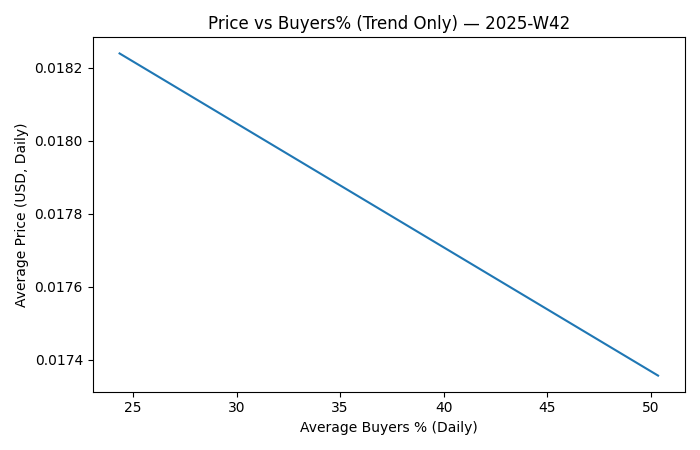 Price vs Buyers% (Trend Only) — 2025-W42
Average Price (USD, Daily)
0.0182
0.0180
0.0178
0.0176
0.0174
25 30 35 40 45 50
Average Buyers % (Daily)